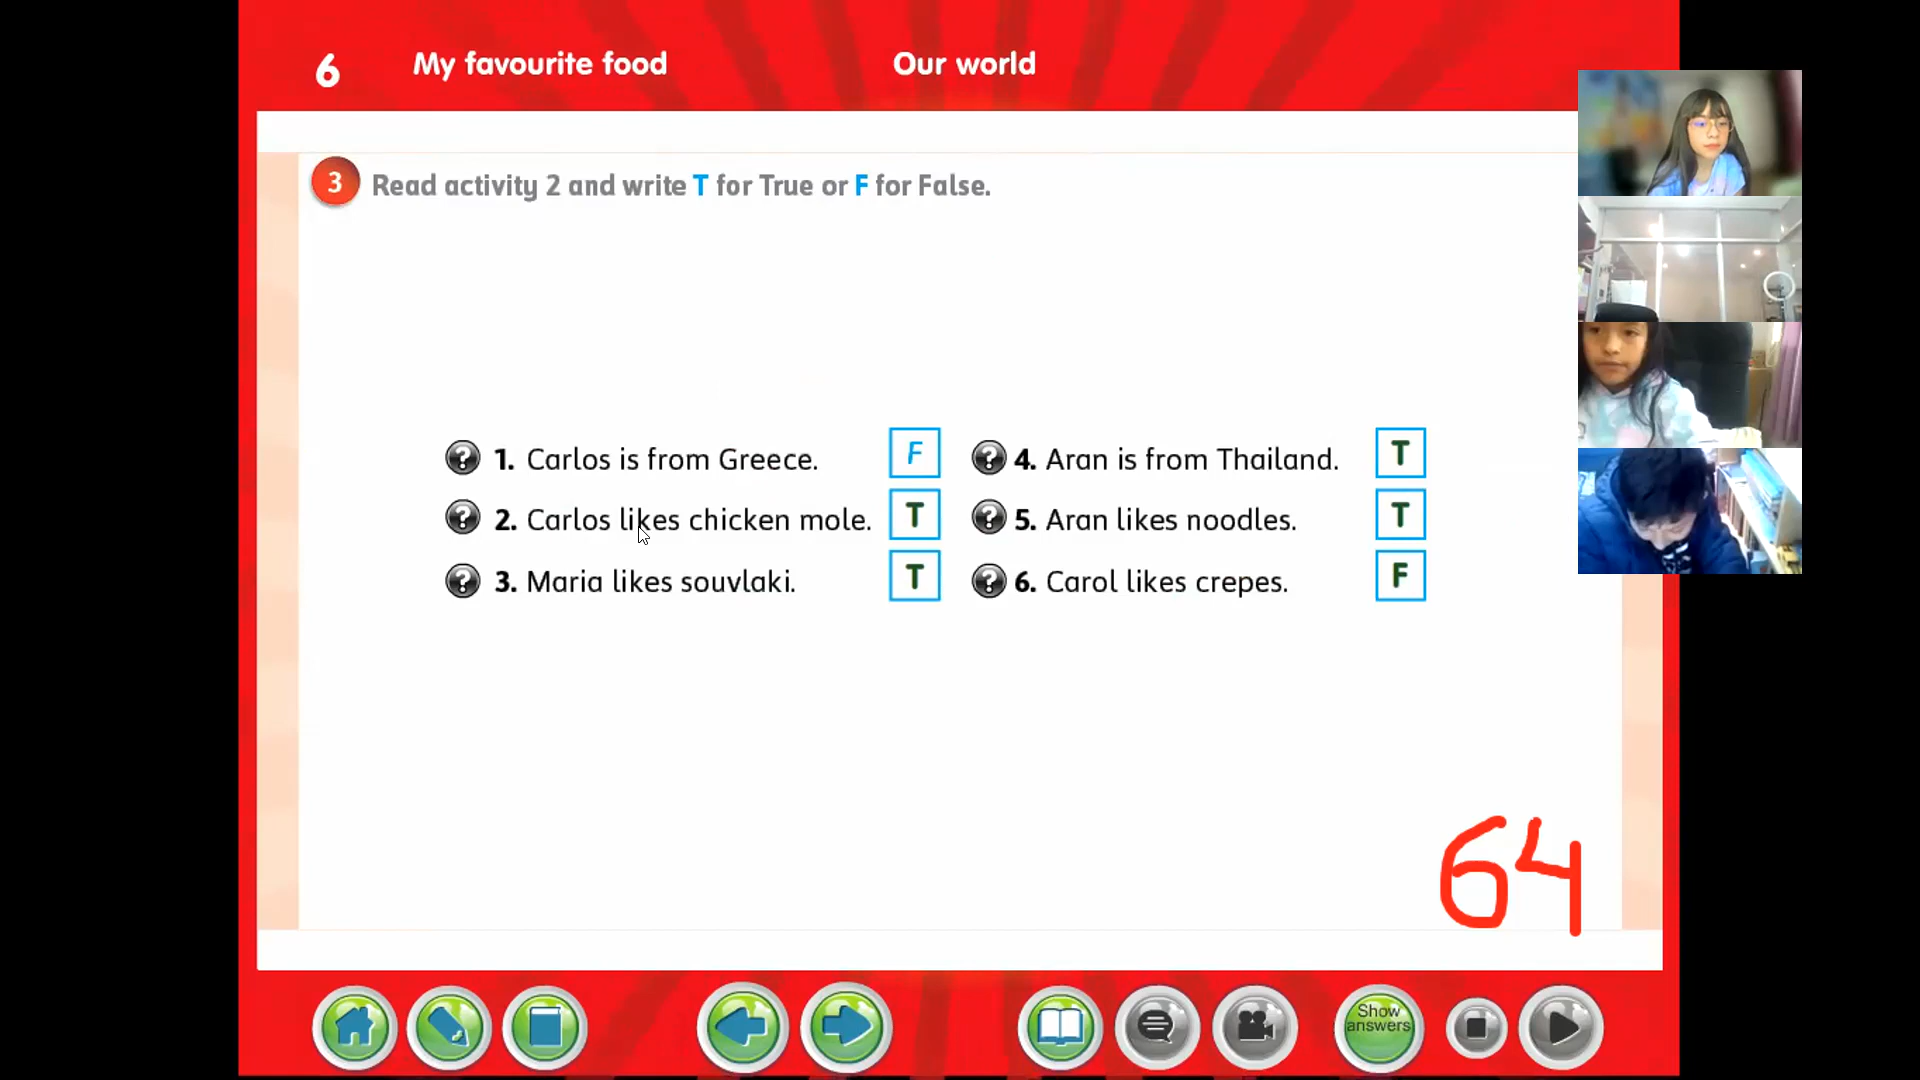 6 My favourite food Our world
3 Read activity 2 and write T for True or F for False.
1. Carlos is from Greece. F
2. Carlos likes chicken mole. T
3. Maria likes souvlaki. T
4. Aran is from Thailand. T
5. Aran likes noodles. T
6. Carol likes crepes. F
64
Show
answers